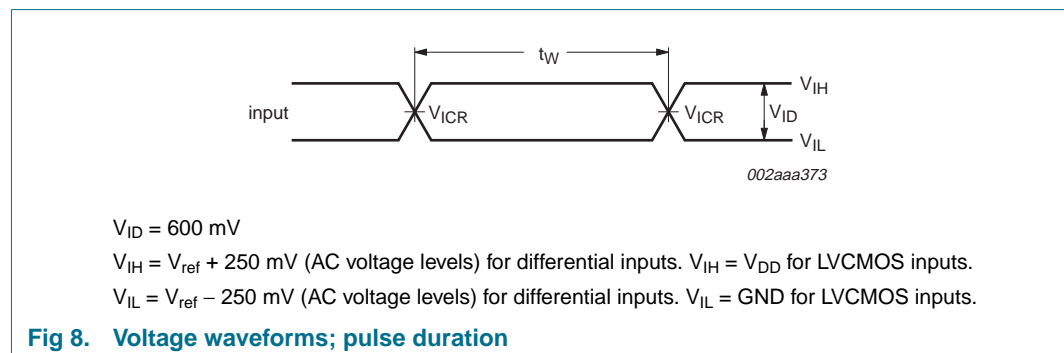 tW
VIH
input
VICR
VICR
VID
VIL
002aaa373
VID = 600 mV
VIH = Vref + 250 mV (AC voltage levels) for differential inputs. VIH = VDD for LVCMOS inputs.
VIL = Vref − 250 mV (AC voltage levels) for differential inputs. VIL = GND for LVCMOS inputs.
Fig 8. Voltage waveforms; pulse duration